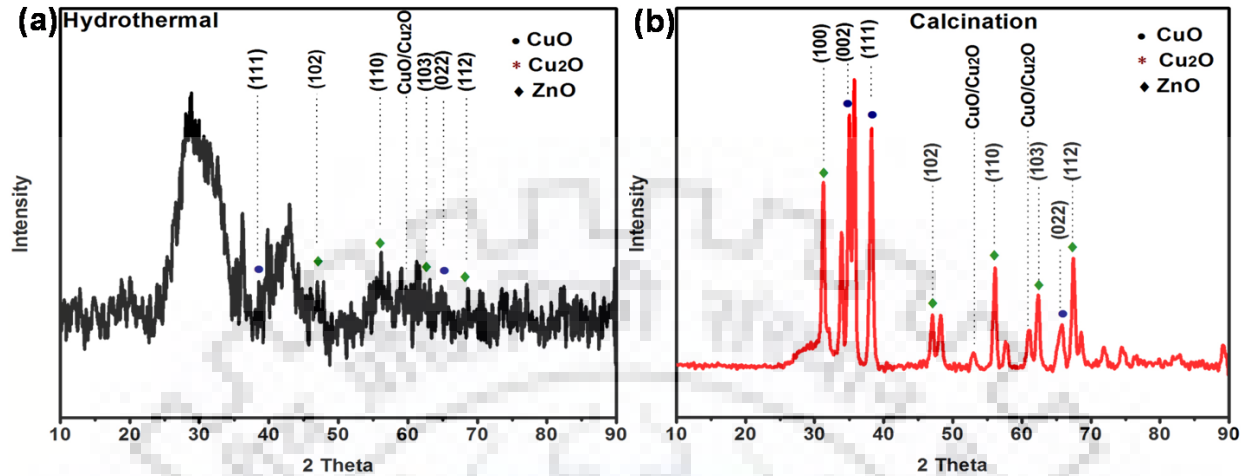 (a)
Hydrothermal
• CuO
* Cu2O
◆ ZnO
(111)
(102)
(110)
CuO/Cu2O
(103)
(022)
(112)
Intensity
10 20 30 40 50 60 70 80 90
2 Theta
(b)
Calcination
• CuO
* Cu2O
◆ ZnO
(100)
(002)
(111)
(102)
CuO/Cu2O
(110)
CuO/Cu2O
(103)
(022)
(112)
Intensity
10 20 30 40 50 60 70 80 90
2 Theta